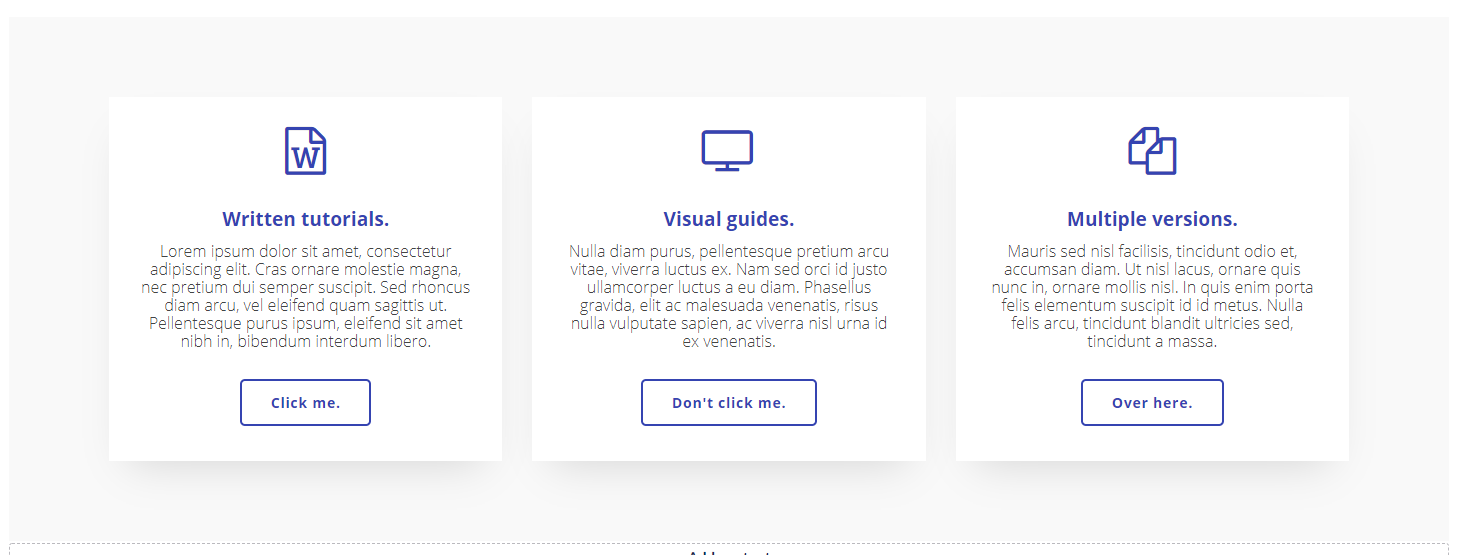 W
Written tutorials.
Lorem ipsum dolor sit amet, consectetur
adipiscing elit. Cras ornare molestie magna,
nec pretium dui semper suscipit. Sed rhoncus
diam arcu, vel eleifend quam sagittis ut.
Pellentesque purus ipsum, eleifend sit amet
nibh in, bibendum interdum libero.
Click me.
Visual guides.
Nulla diam purus, pellentesque pretium arcu
vitae, viverra luctus ex. Nam sed orci id justo
ullamcorper luctus a eu diam. Phasellus
gravida, elit ac malesuada venenatis, risus
nulla vulputate sapien, ac viverra nisl urna id
ex venenatis.
Don't click me.
Multiple versions.
Mauris sed nisl facilisis, tincidunt odio et,
accumsan diam. Ut nisl lacus, ornare quis
nunc in, ornare mollis nisl. In quis enim porta
felis elementum suscipit id id metus. Nulla
felis arcu, tincidunt blandit ultricies sed,
tincidunt a massa.
Over here.